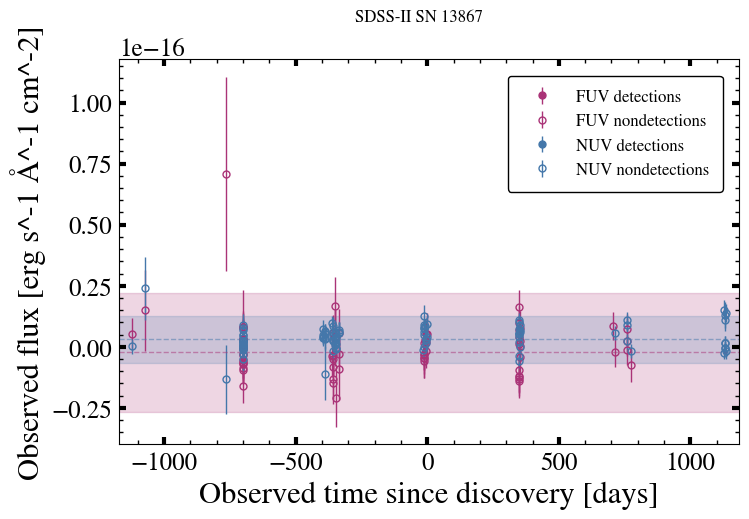 SDSS-II SN 13867
1e−16
FUV detections
FUV nondetections
NUV detections
NUV nondetections
1.00
0.75
0.50
0.25
0.00
−0.25
Observed flux [erg s^-1 Å^-1 cm^-2]
−1000 −500 0 500 1000
Observed time since discovery [days]